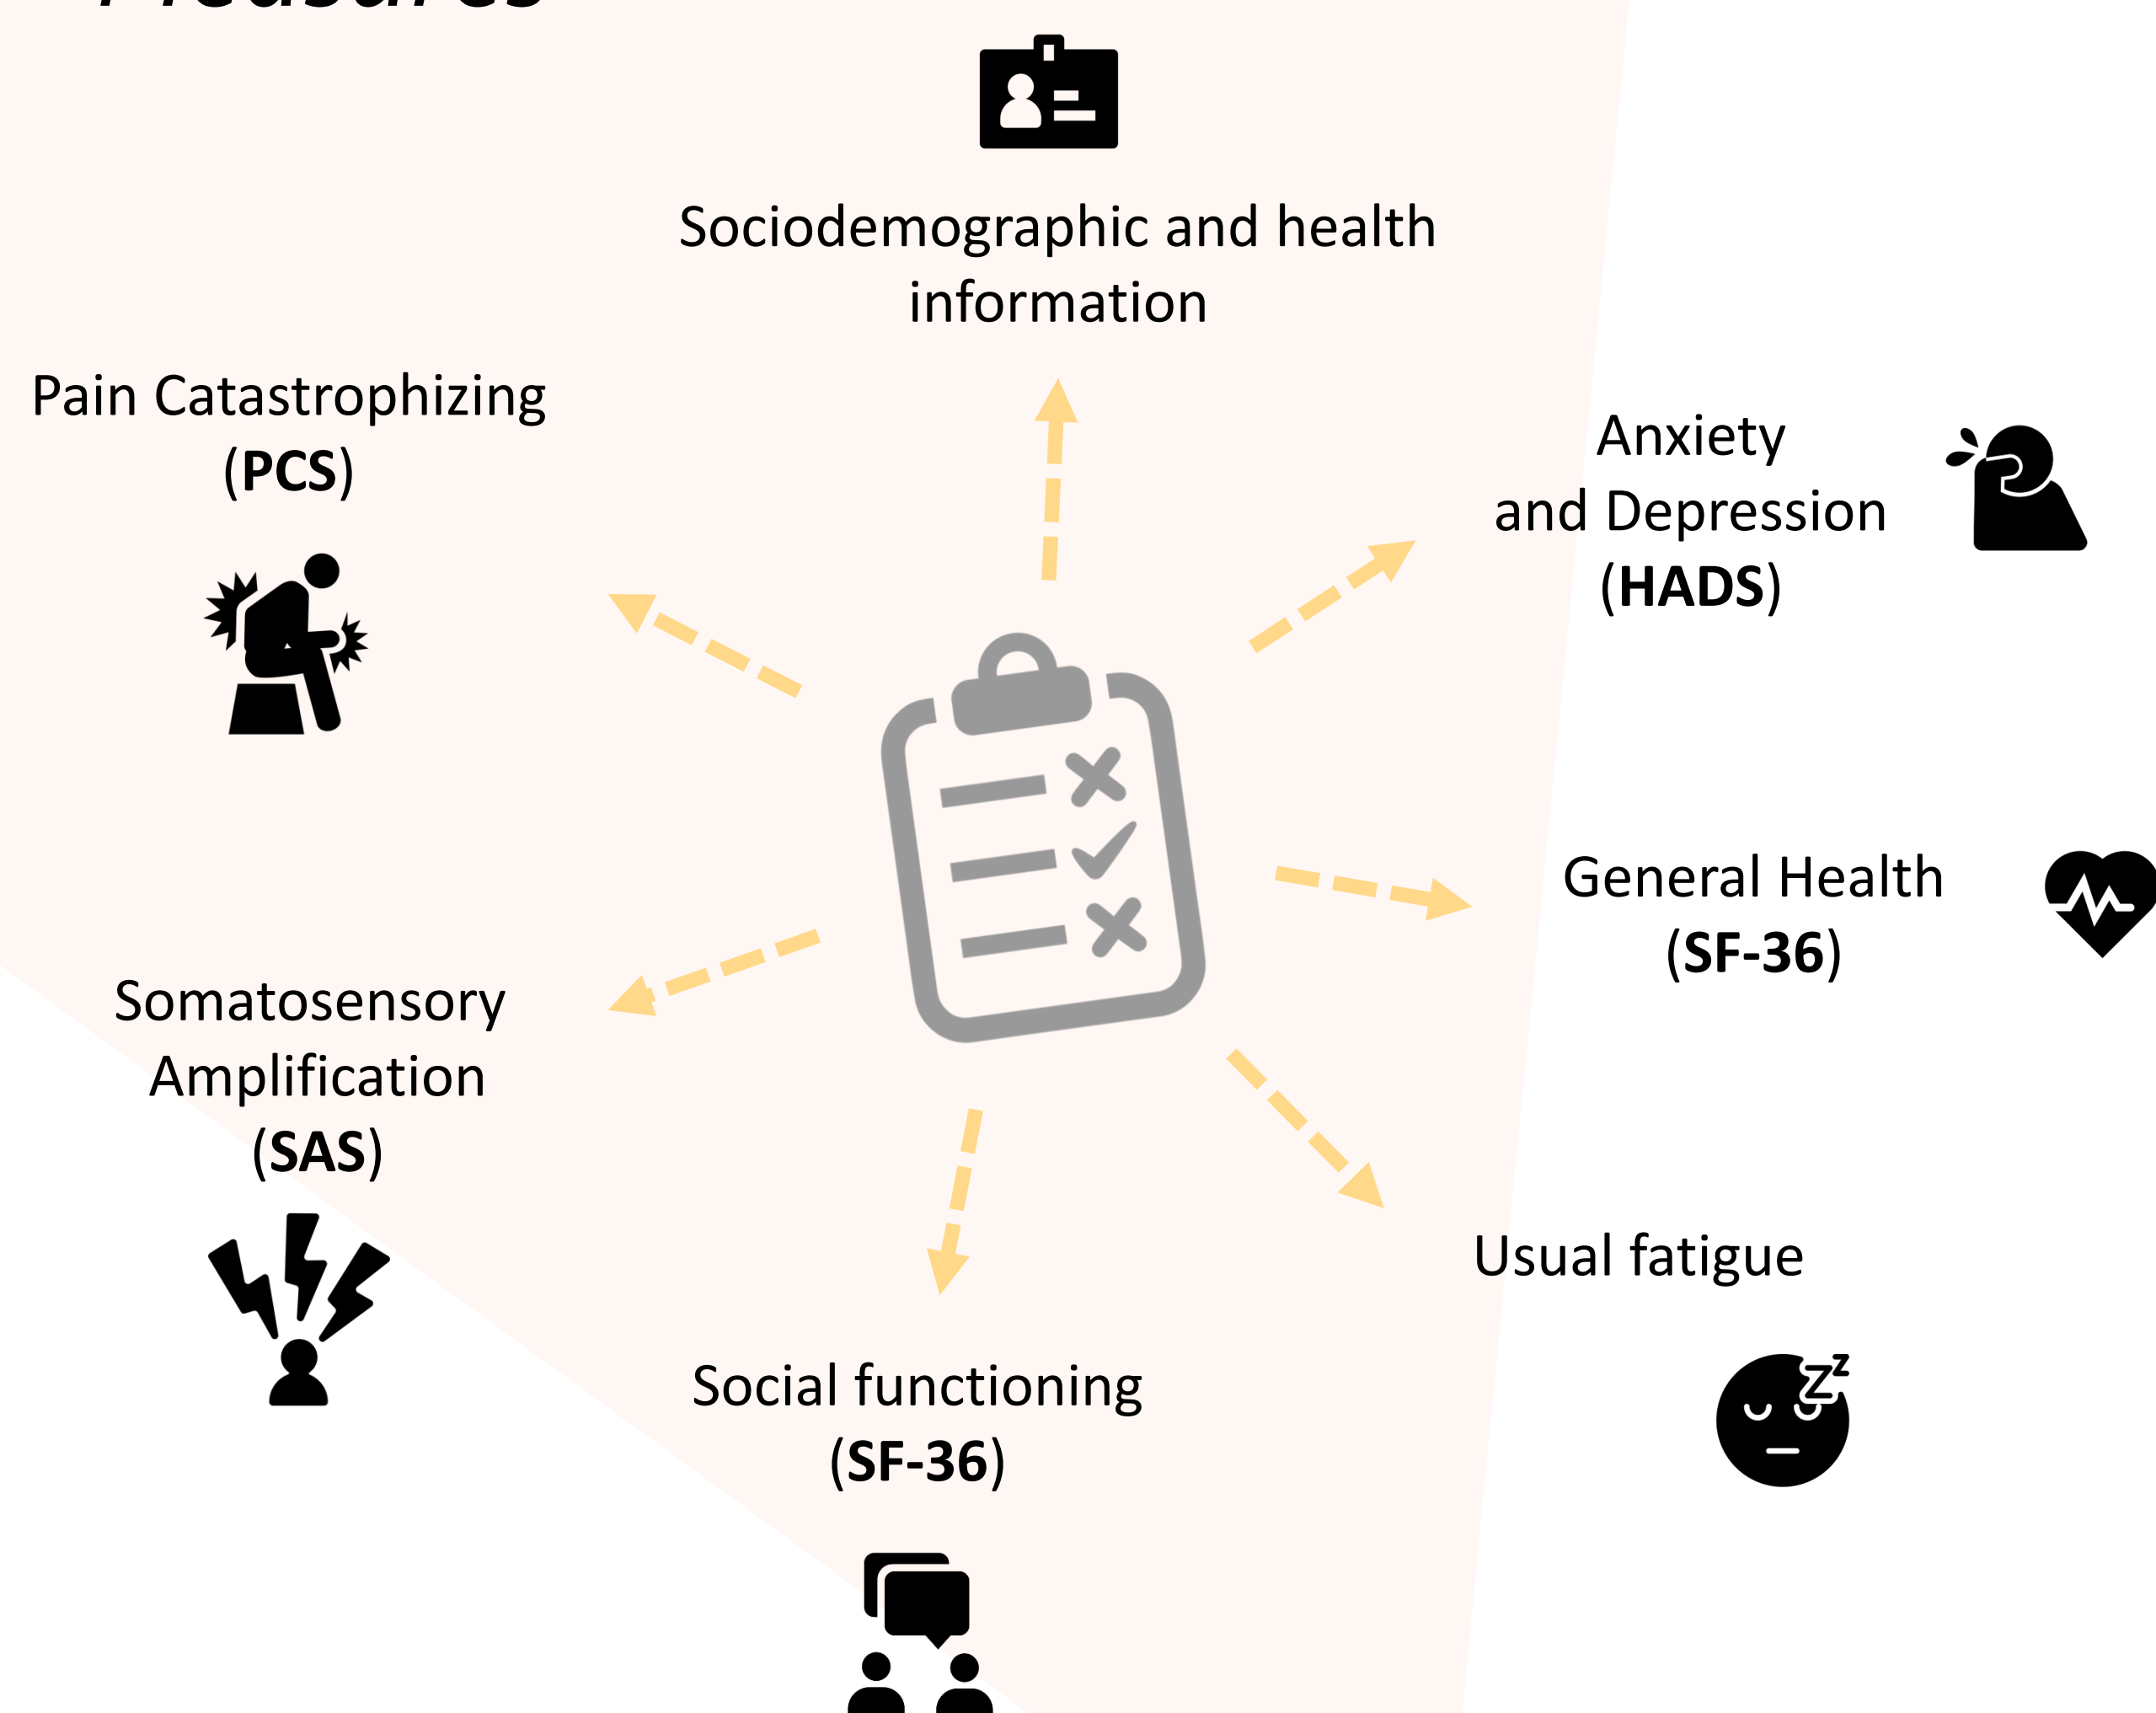 Sociodemographic and health
information
Pain Catastrophizing
(PCS)
Anxiety
and Depression
(HADS)
General Health
(SF-36)
Somatosensory
Amplification
(SAS)
Usual fatigue
Social functioning
(SF-36)